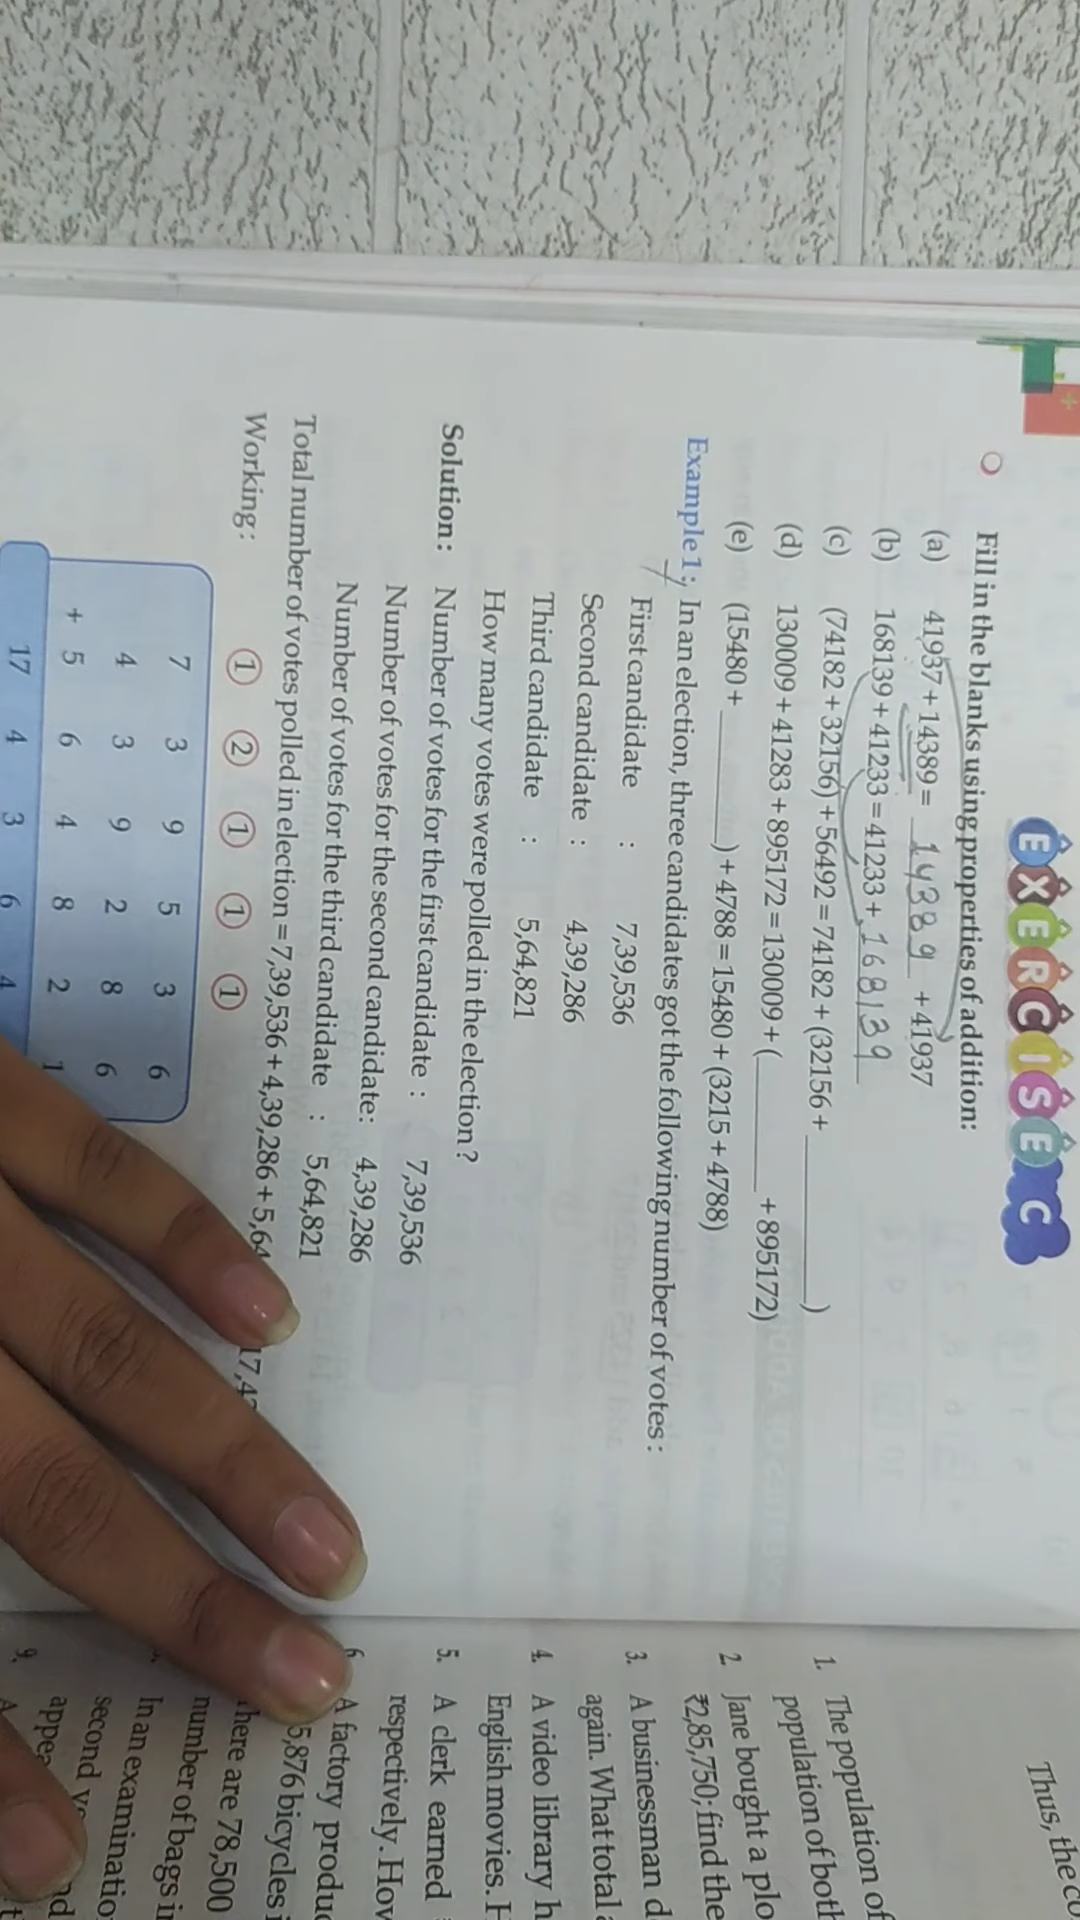 EXERCISE C
Fill in the blanks using properties of addition:
(a) 41937 + 14389 = 14389 + 41937
(b) 168139 + 41233 = 41233 + 168139
(c) (74182 + 32156) + 56492 = 74182 + (32156 + ________)
(d) 130009 + 41283 + 895172 = 130009 + (________ + 895172)
(e) (15480 + ________) + 4788 = 15480 + (3215 + 4788)
Example 1: In an election, three candidates got the following number of votes :
First candidate : 7,39,536
Second candidate : 4,39,286
Third candidate : 5,64,821
How many votes were polled in the election?
Solution: Number of votes for the first candidate : 7,39,536
Number of votes for the second candidate: 4,39,286
Number of votes for the third candidate : 5,64,821
Total number of votes polled in election = 7,39,536 + 4,39,286 + 5,64 17,4
Working :
1 2 1 1 1
7 3 9 5 3 6
4 3 9 2 8 6
+ 5 6 4 8 2 1
17 4 3 6 4
Thus, the
1. The population of
population of both
2. Jane bought a plo
₹2,85,750; find the
3. A businessman d
again. What total
4. A video library h
English movies. H
5. A clerk earned
respectively. How
6. A factory produ
5,876 bicycles
here are 78,500
number of bags i
In an examinatio
second
appea
9. A